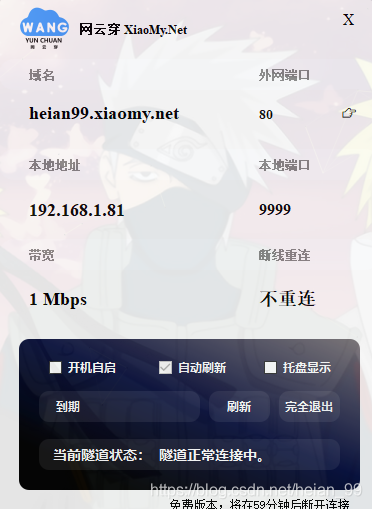 WANG
YUN CHUAN
网 云 穿
网云穿 XiaoMy.Net
X
域名 外网端口
heian99.xiaomy.net 80
本地地址 本地端口
192.168.1.81 9999
带宽 断线重连
1 Mbps 不重连
开机自启 自动刷新 托盘显示
到期 刷新 完全退出
当前隧道状态： 隧道正常连接中。
https://blog.csdn.net/heian_99
免费版本，将在59分钟后断开连接